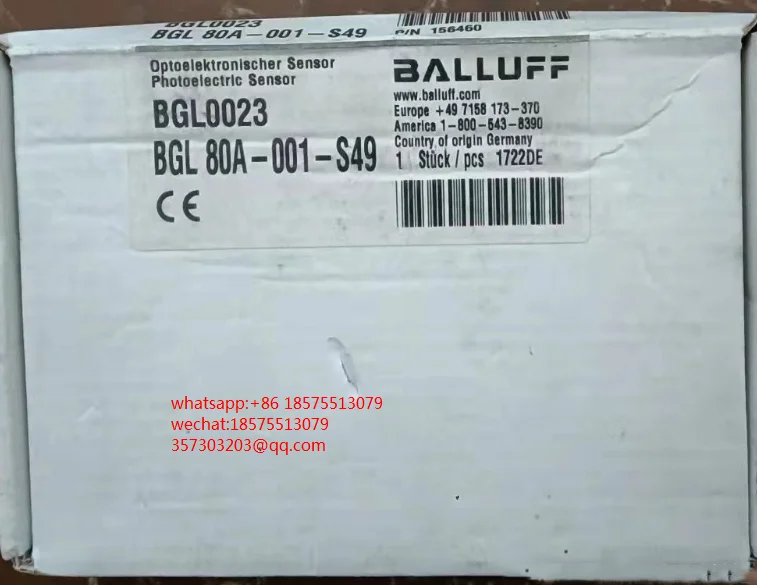 BGL0023
BGL 80A-001-S49
P/N 156460
Optoelektronischer Sensor
Photoelectric Sensor
BGL0023
BGL 80A-001-S49
CE
BALLUFF
www.balluff.com
Europe +49 7158 173-370
America 1-800-543-8390
Country of origin Germany
1 Stück / pcs 1722DE
whatsapp:+86 18575513079
wechat:18575513079
357303203@qq.com